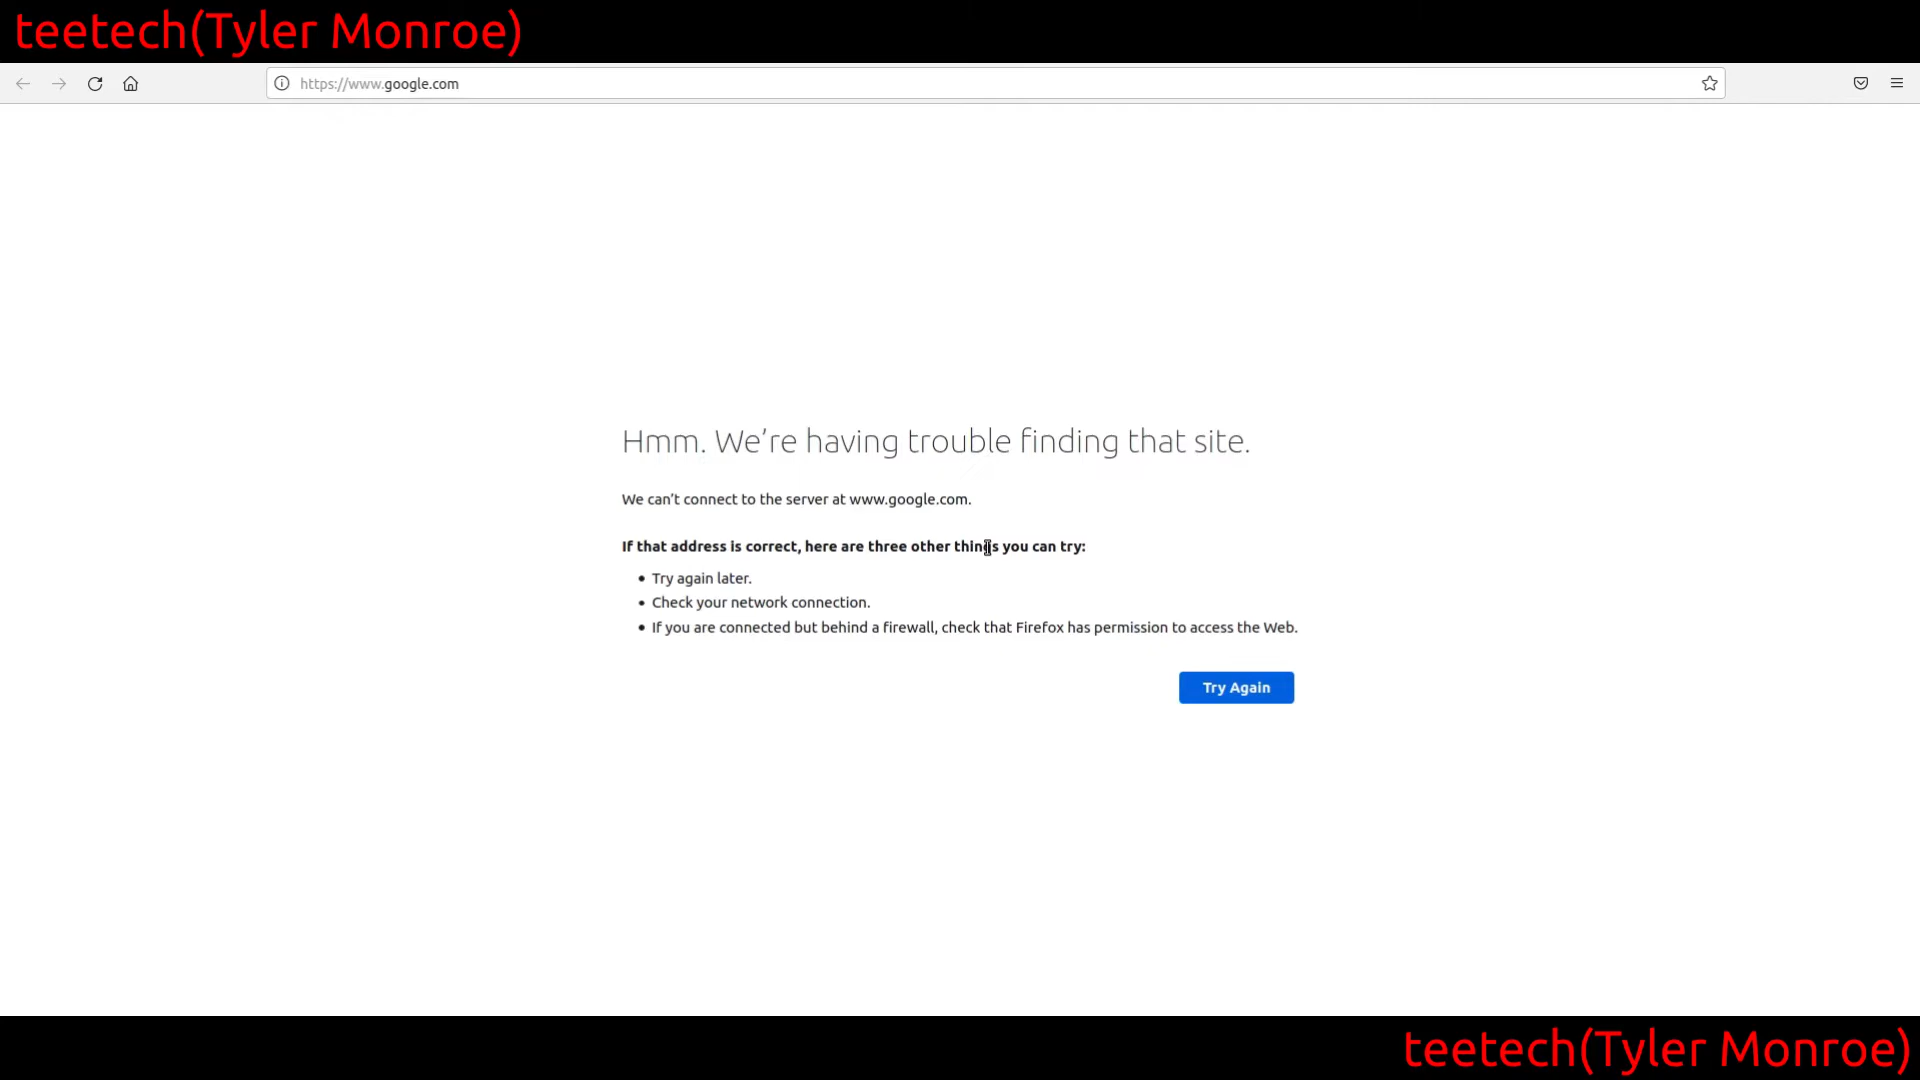 teetech(Tyler Monroe)
https://www.google.com
Hmm. We’re having trouble finding that site.
We can’t connect to the server at www.google.com.
If that address is correct, here are three other things you can try:
• Try again later.
• Check your network connection.
• If you are connected but behind a firewall, check that Firefox has permission to access the Web.
Try Again
teetech(Tyler Monroe)